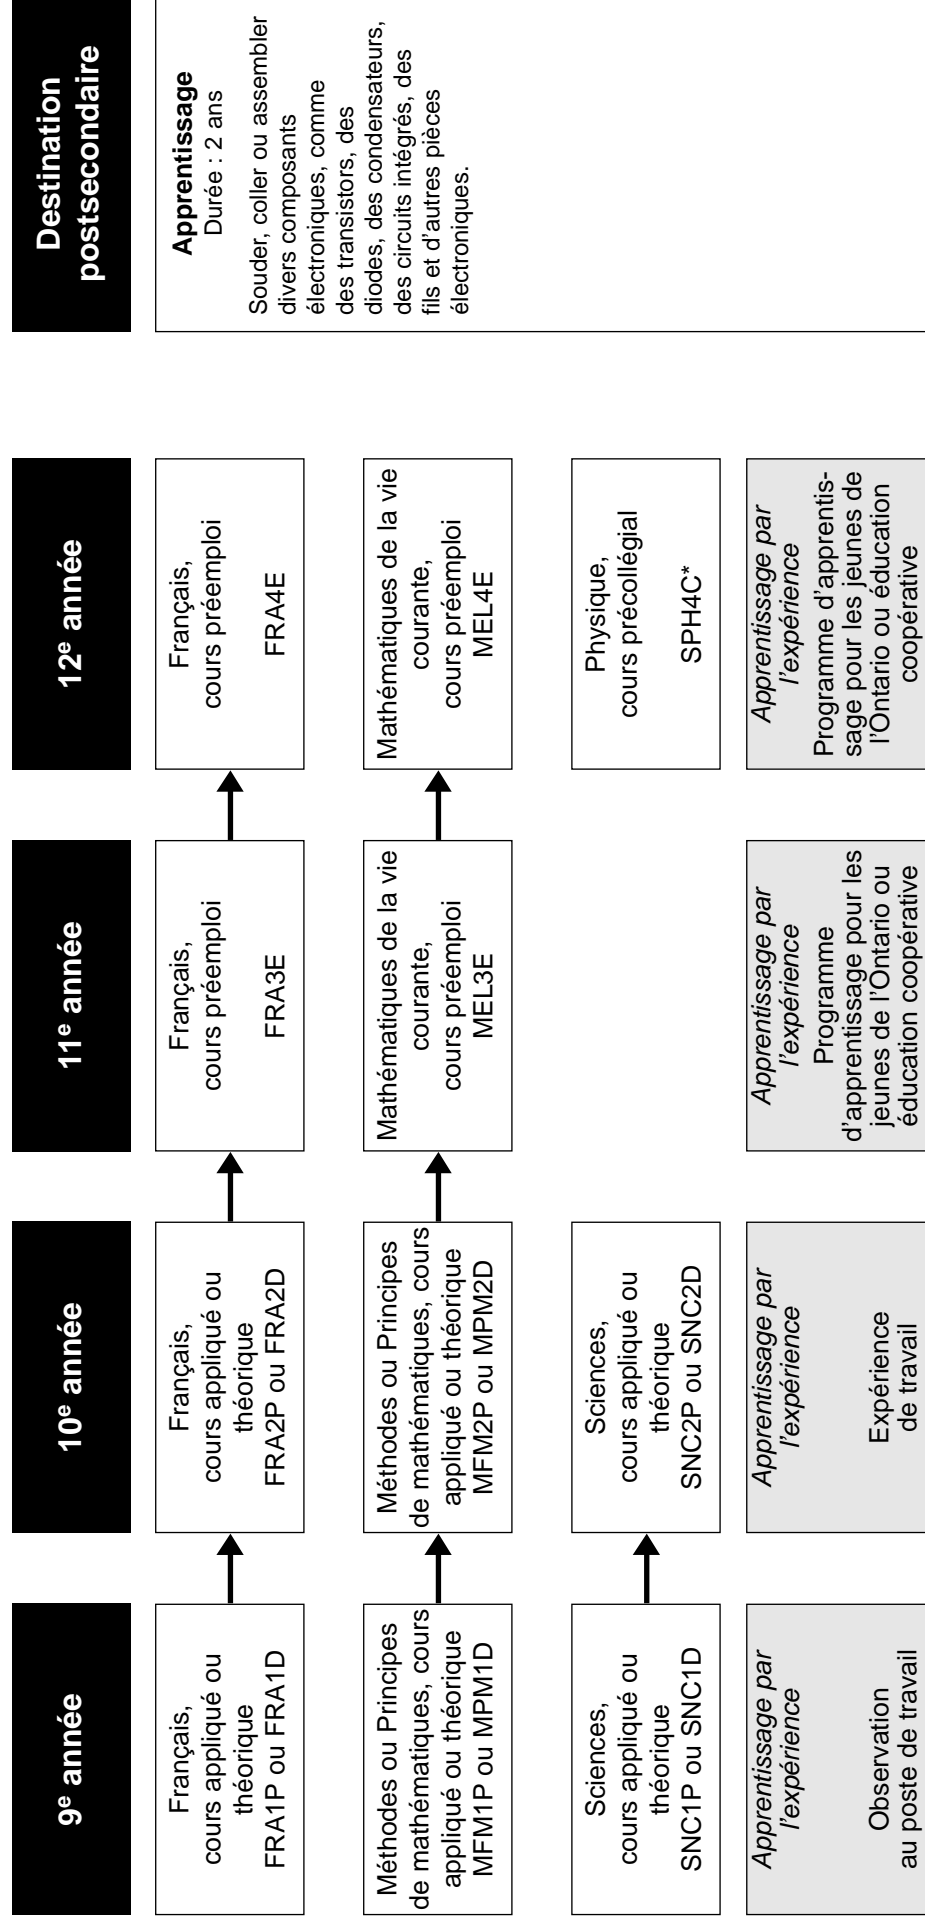 9e année
10e année
11e année
12e année
Destination
postsecondaire
Français,
cours appliqué ou
théorique
FRA1P ou FRA1D
Français,
cours appliqué ou
théorique
FRA2P ou FRA2D
Français,
cours préemploi
FRA3E
Français,
cours préemploi
FRA4E
Apprentissage
Durée : 2 ans
Souder, coller ou assembler
divers composants
électroniques, comme
des transistors, des
diodes, des condensateurs,
des circuits intégrés, des
fils et d'autres pièces
électroniques.
Méthodes ou Principes
de mathématiques, cours
appliqué ou théorique
MFM1P ou MPM1D
Méthodes ou Principes
de mathématiques, cours
appliqué ou théorique
MFM2P ou MPM2D
Mathématiques de la vie
courante,
cours préemploi
MEL3E
Mathématiques de la vie
courante,
cours préemploi
MEL4E
Sciences,
cours appliqué ou
théorique
SNC1P ou SNC1D
Sciences,
cours appliqué ou
théorique
SNC2P ou SNC2D
Physique,
cours précollégial
SPH4C*
Apprentissage par
l'expérience
Observation
au poste de travail
Apprentissage par
l'expérience
Expérience
de travail
Apprentissage par
l'expérience
Programme
d'apprentissage pour les
jeunes de l'Ontario ou
éducation coopérative
Apprentissage par
l'expérience
Programme d'apprentis-
sage pour les jeunes de
l'Ontario ou éducation
coopérative